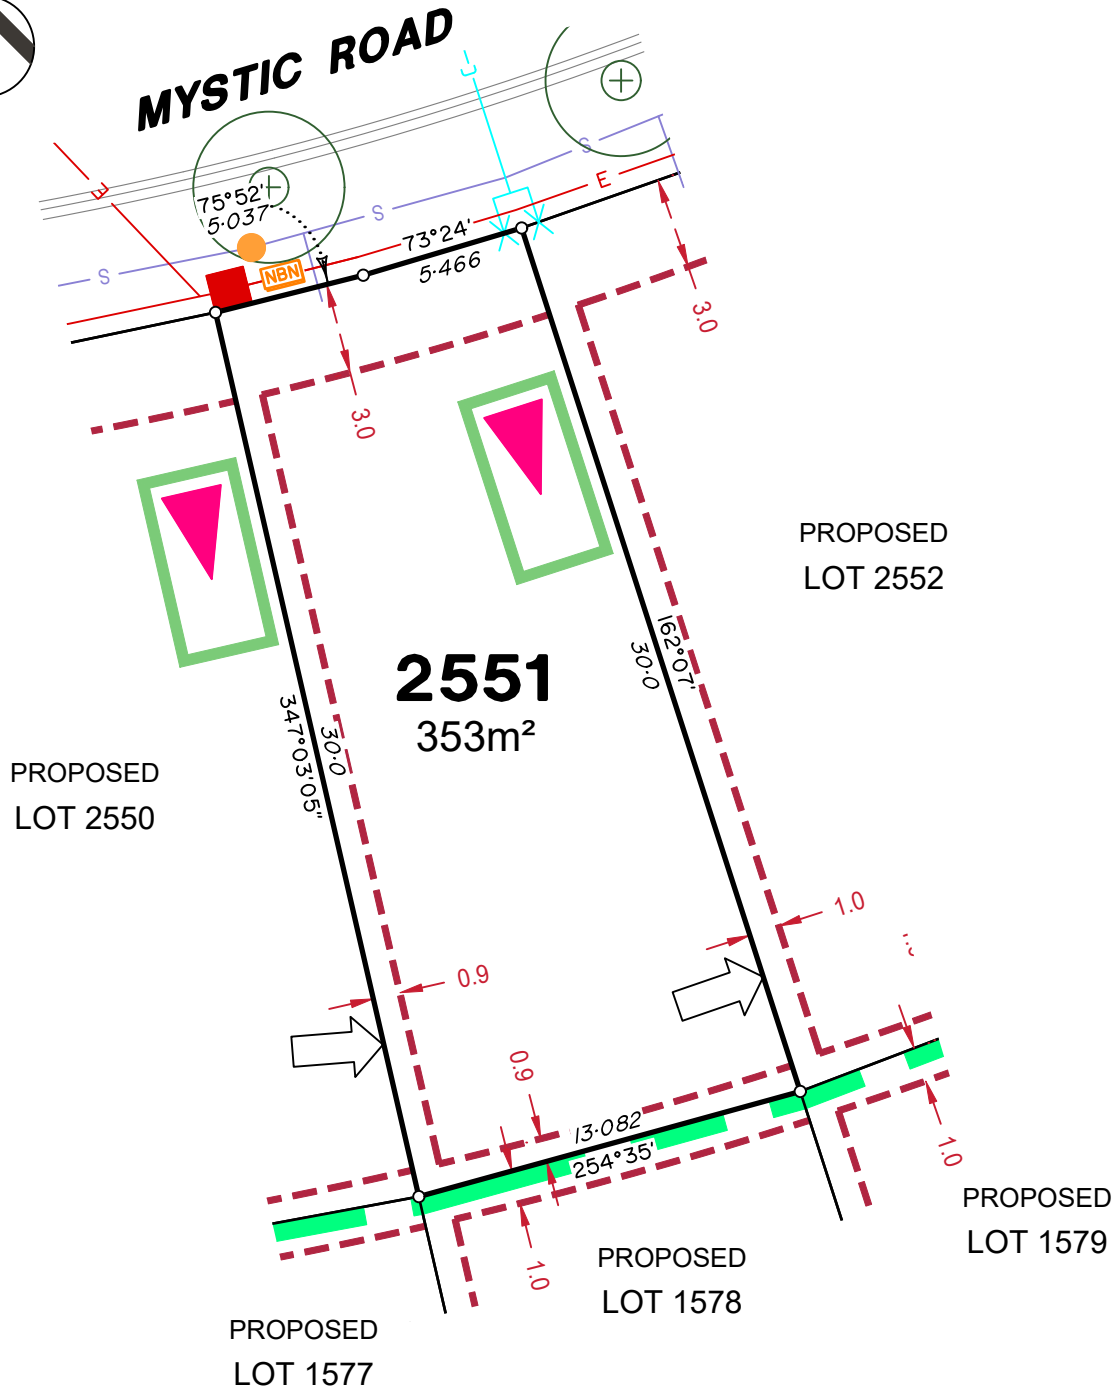 MYSTIC ROAD
E
75°52'
5·037
S
S
S
E
NBN
73°24'
5·466
3.0
3.0
PROPOSED
LOT 2552
2551
353m²
162°07'
30·0
347°03'05"
30·0
PROPOSED
LOT 2550
1.0
0.9
0.9
13·082
254°35'
1.0
1.0
PROPOSED
LOT 1579
PROPOSED
LOT 1578
PROPOSED
LOT 1577